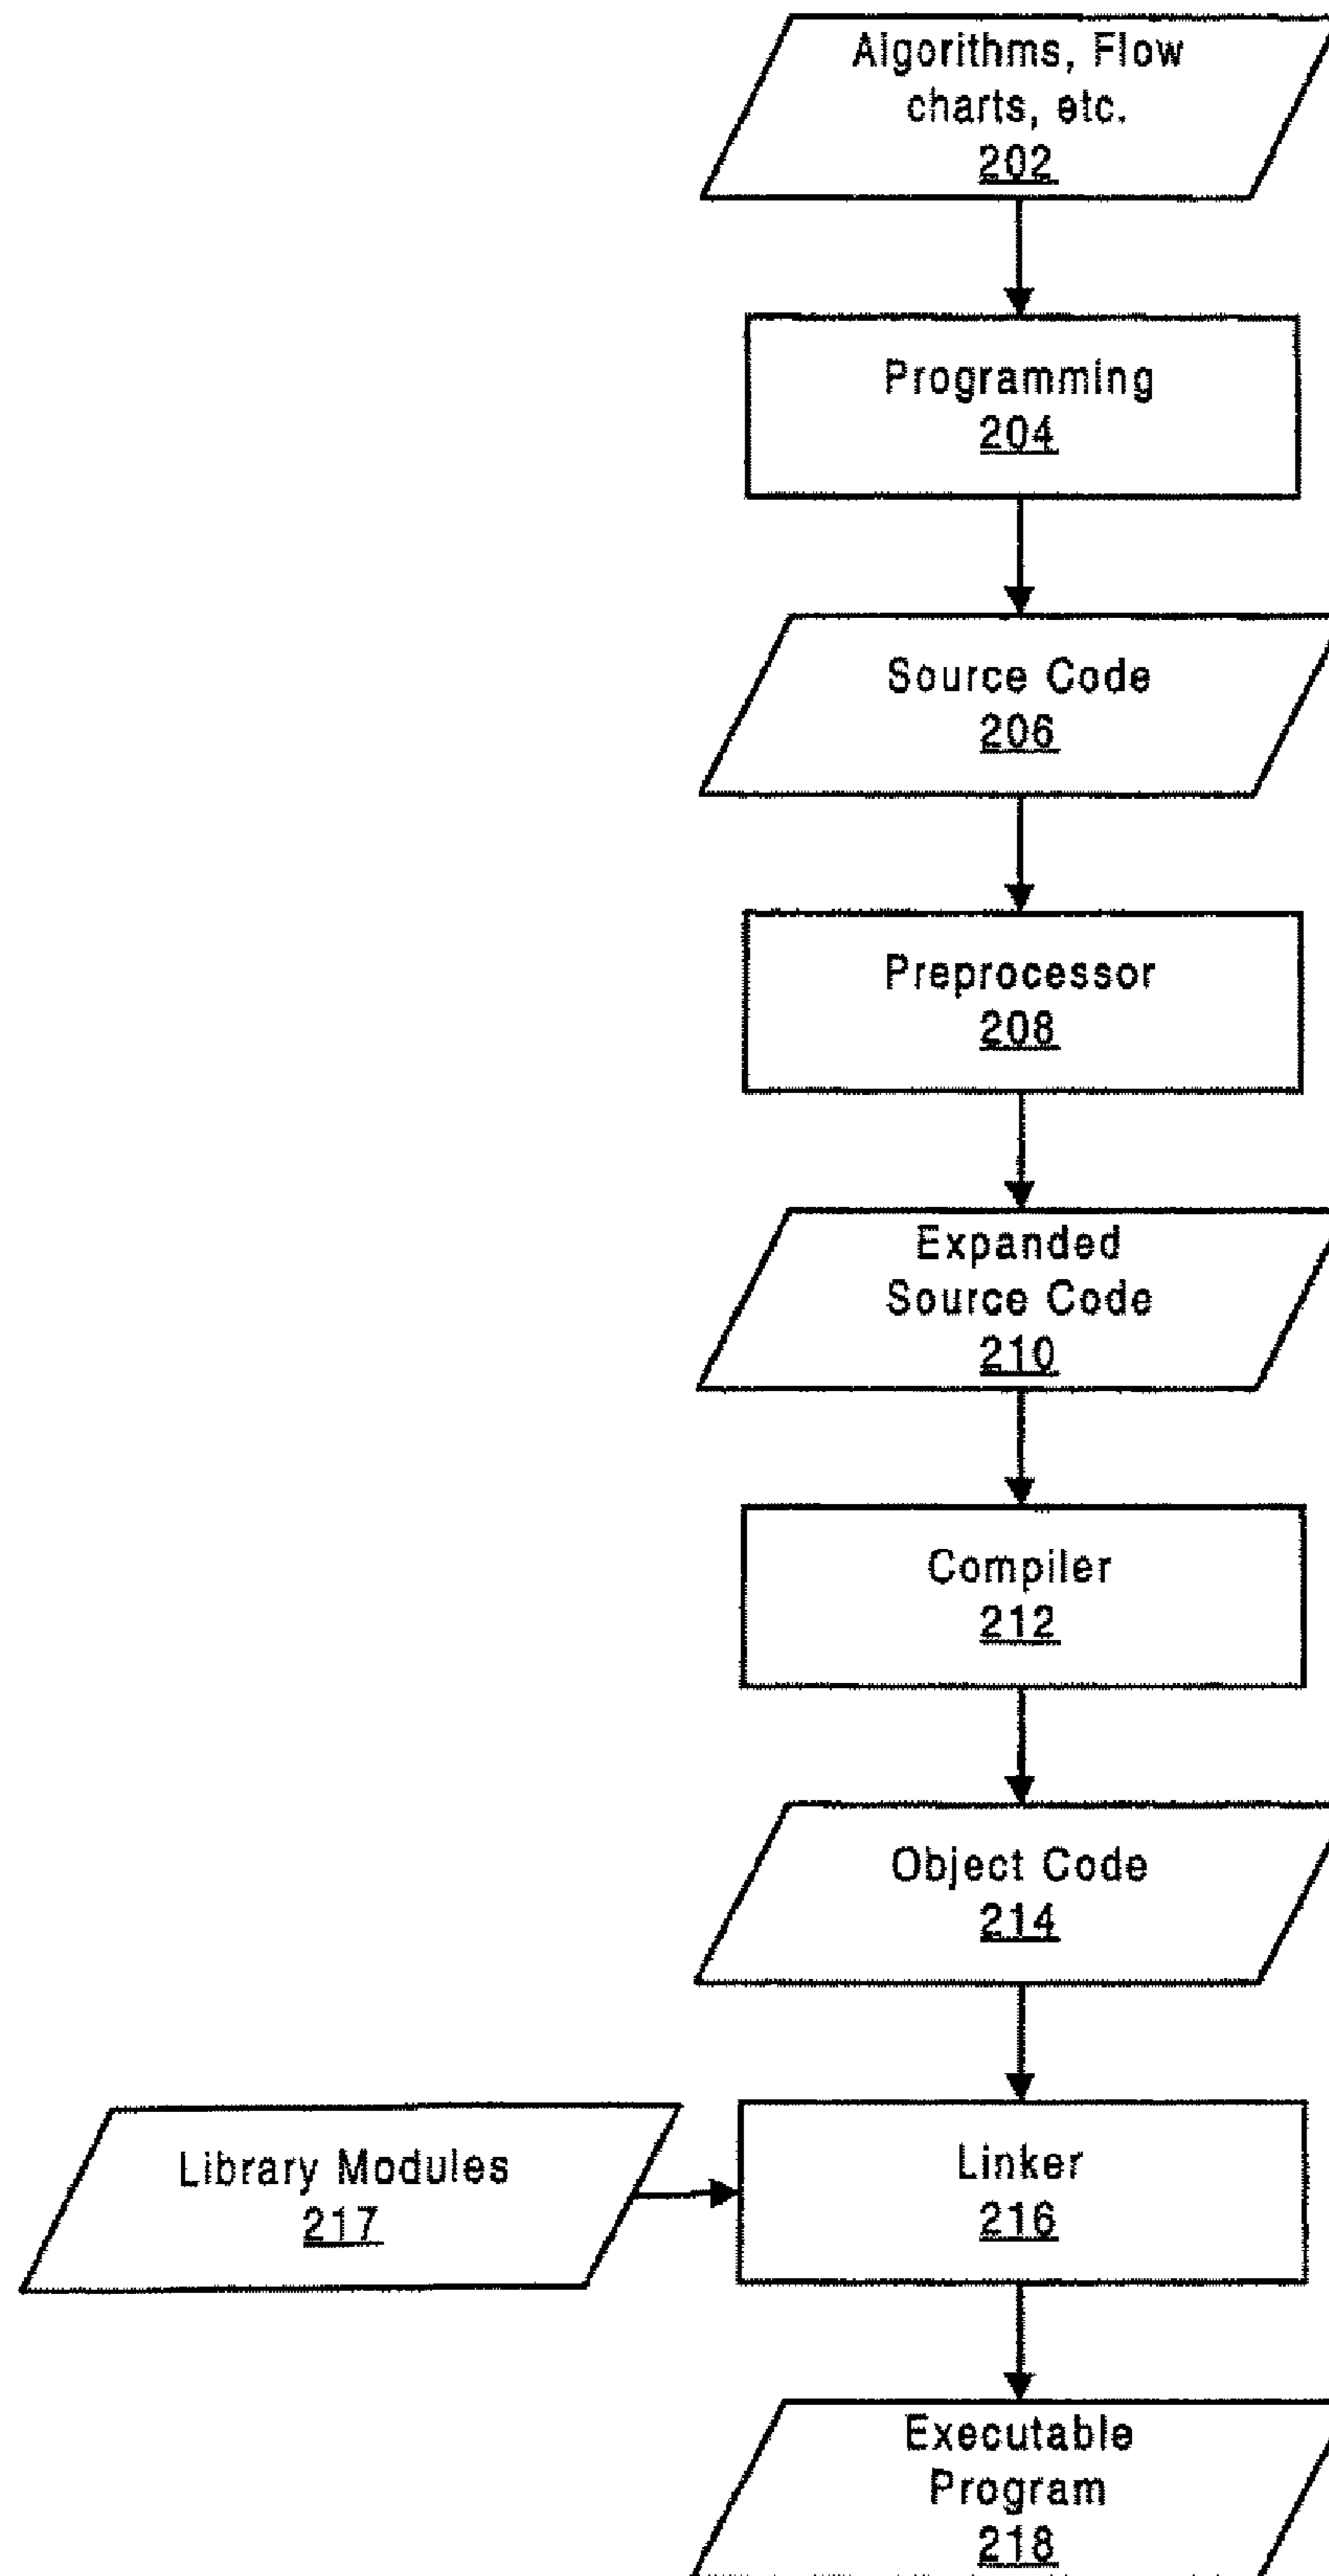 Algorithms, Flow
charts, etc.
202
Programming
204
Source Code
206
Preprocessor
208
Expanded
Source Code
210
Compiler
212
Object Code
214
Library Modules
217
Linker
216
Executable
Program
218